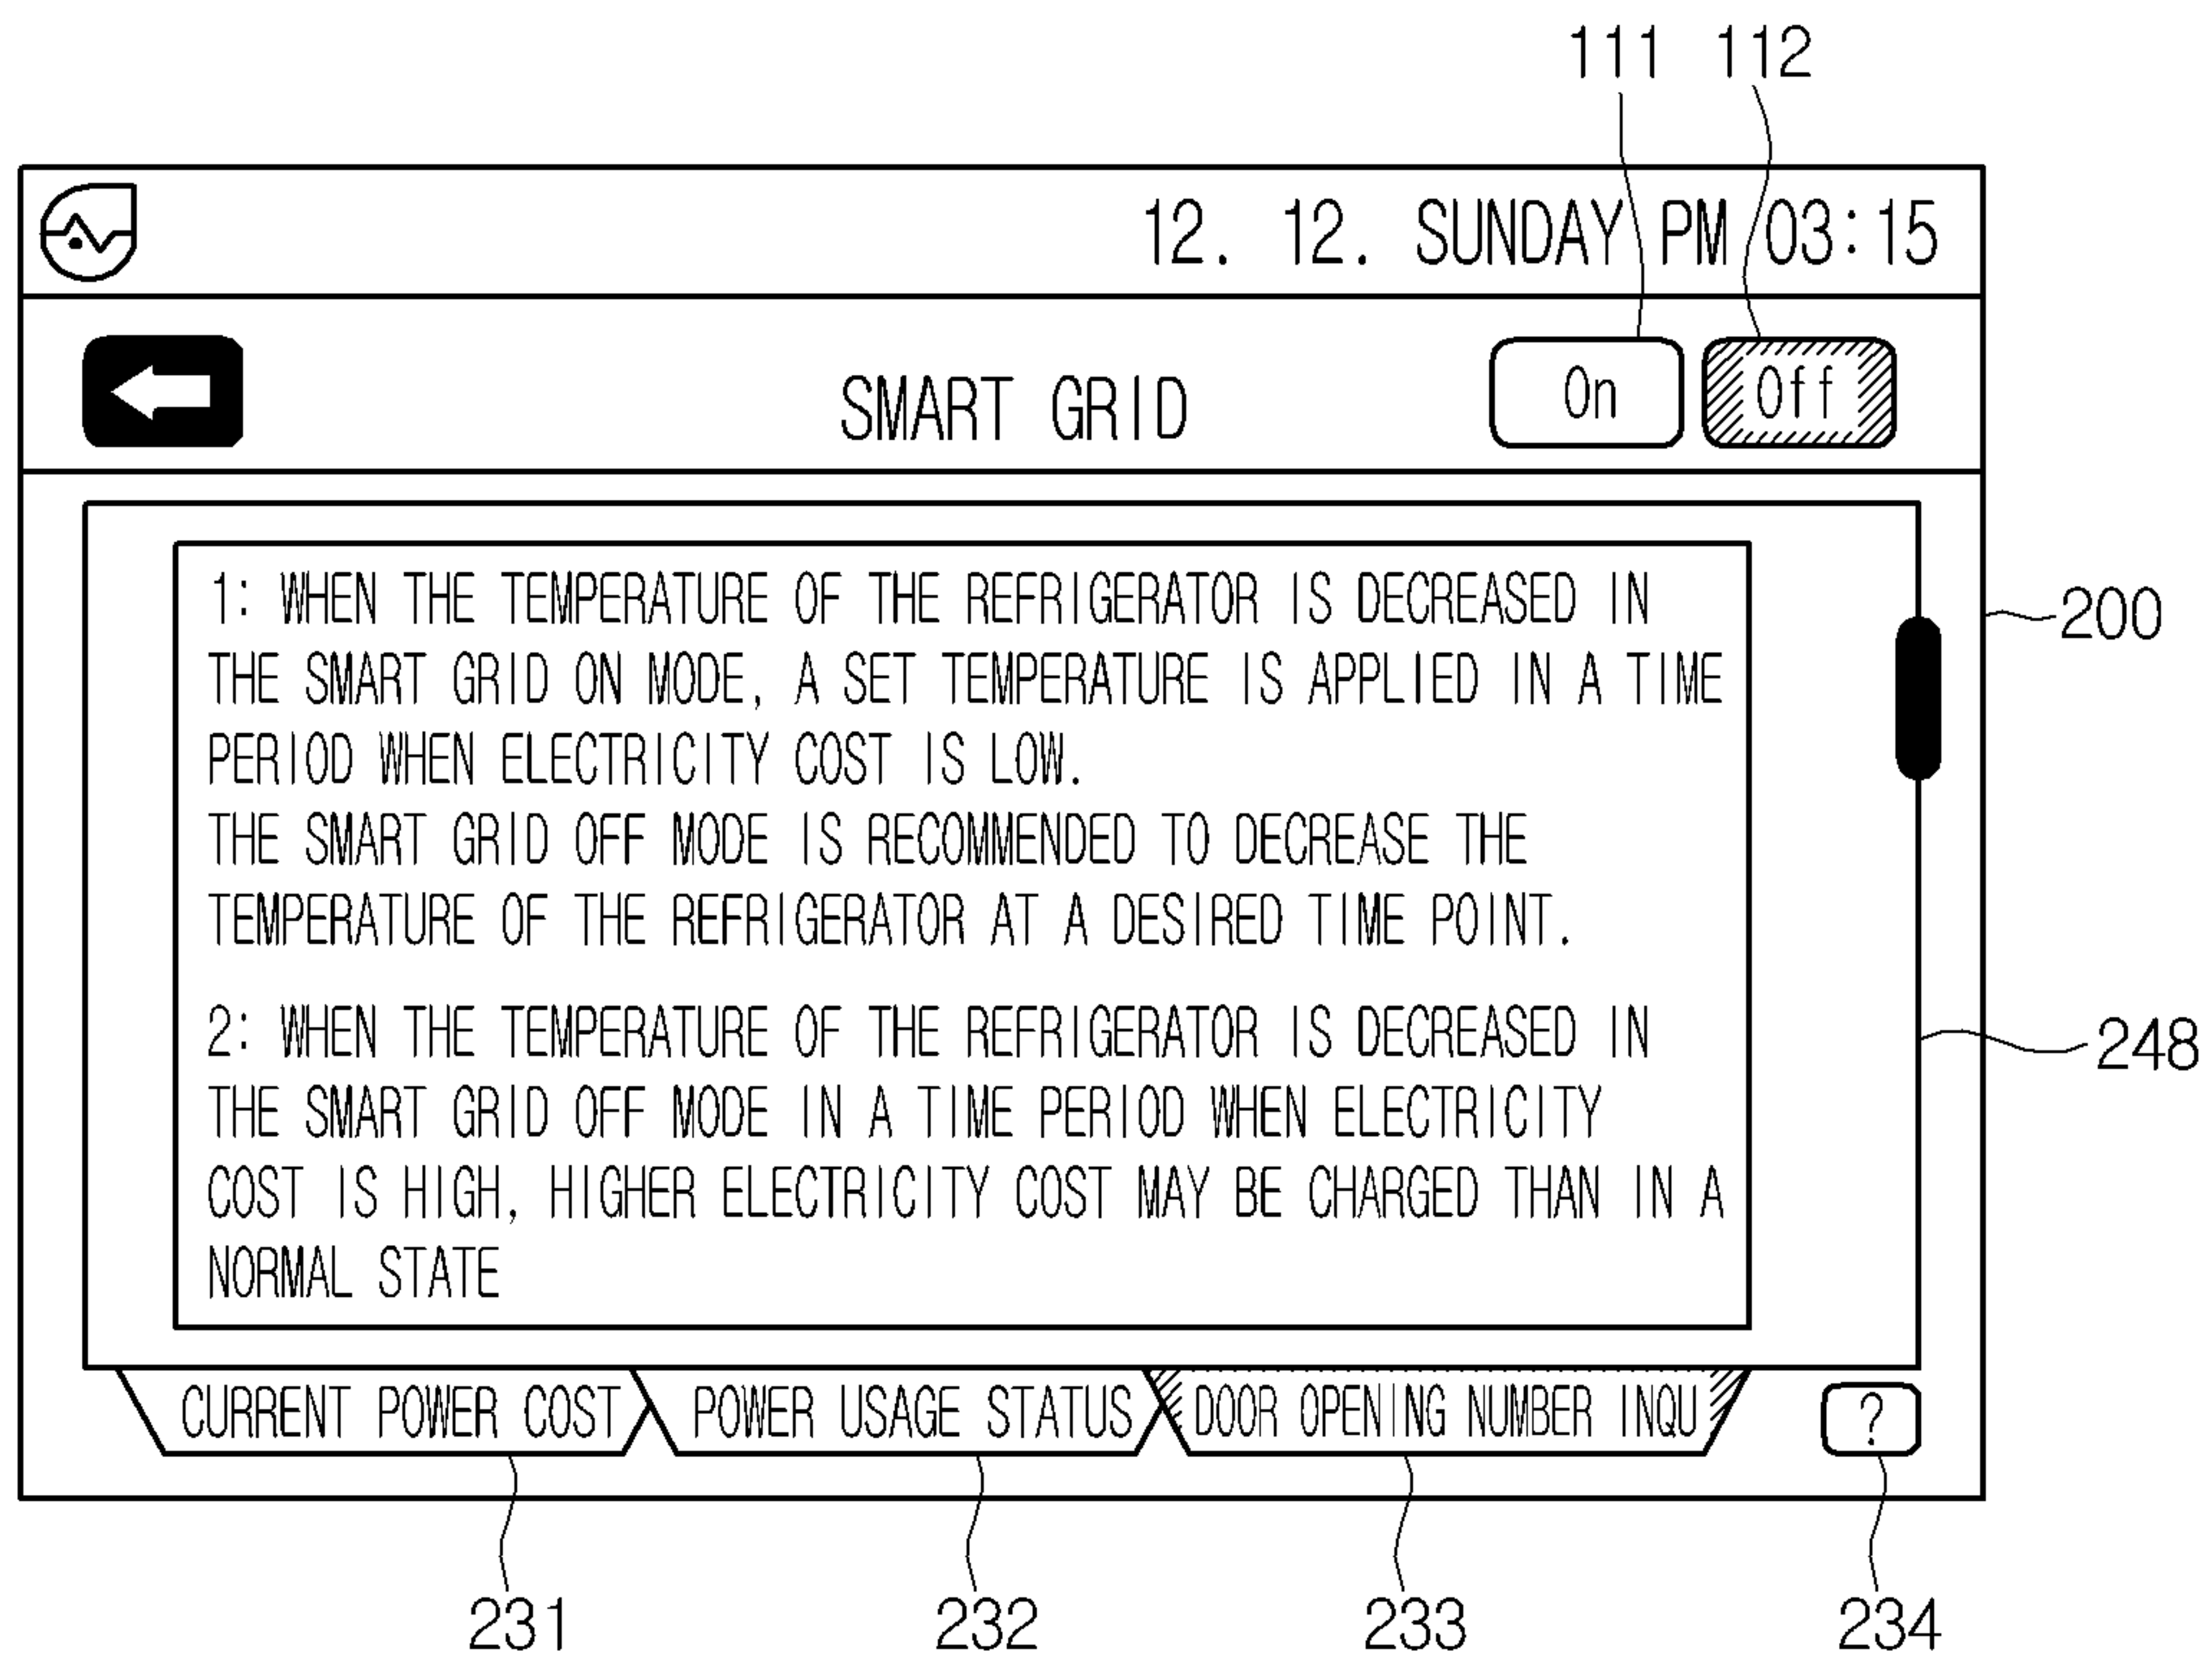 111 112
12. 12. SUNDAY PM 03:15
SMART GRID
On
Off
1: WHEN THE TEMPERATURE OF THE REFRIGERATOR IS DECREASED IN
THE SMART GRID ON MODE, A SET TEMPERATURE IS APPLIED IN A TIME
PERIOD WHEN ELECTRICITY COST IS LOW.
THE SMART GRID OFF MODE IS RECOMMENDED TO DECREASE THE
TEMPERATURE OF THE REFRIGERATOR AT A DESIRED TIME POINT.
2: WHEN THE TEMPERATURE OF THE REFRIGERATOR IS DECREASED IN
THE SMART GRID OFF MODE IN A TIME PERIOD WHEN ELECTRICITY
COST IS HIGH, HIGHER ELECTRICITY COST MAY BE CHARGED THAN IN A
NORMAL STATE
200
248
CURRENT POWER COST
POWER USAGE STATUS
DOOR OPENING NUMBER INQU
?
231
232
233
234